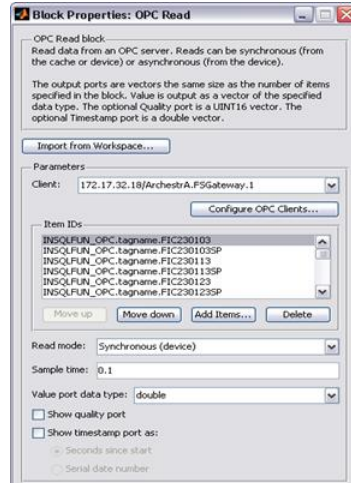 Block Properties: OPC Read
OPC Read block
Read data from an OPC server. Reads can be synchronous (from
the cache or device) or asynchronous (from the device).
The output ports are vectors the same size as the number of items
specified in the block. Value is output as a vector of the specified
data type. The optional Quality port is a UINT16 vector. The
optional Timestamp port is a double vector.
Import from Workspace...
Parameters
Client: 172.17.32.18/ArchestrA.FSGateway.1
Configure OPC Clients...
Item IDs
INSQLFUN_OPC.tagname.FIC230103
INSQLFUN_OPC.tagname.FIC230103SP
INSQLFUN_OPC.tagname.FIC230113
INSQLFUN_OPC.tagname.FIC230113SP
INSQLFUN_OPC.tagname.FIC230123
INSQLFUN_OPC.tagname.FIC230123SP
Move up Move down Add Items... Delete
Read mode: Synchronous (device)
Sample time: 0.1
Value port data type: double
Show quality port
Show timestamp port as:
Seconds since start
Serial date number